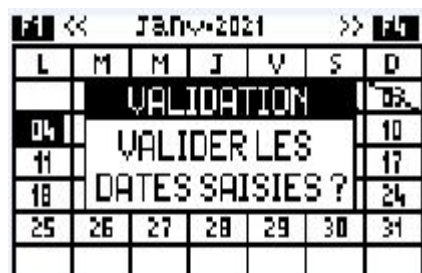 F1 << Janv.2021 >> F4
L M M J V S D
VALIDATION 03
04 VALIDER LES 10
11 17
18 DATES SAISIES ? 24
25 26 27 28 29 30 31